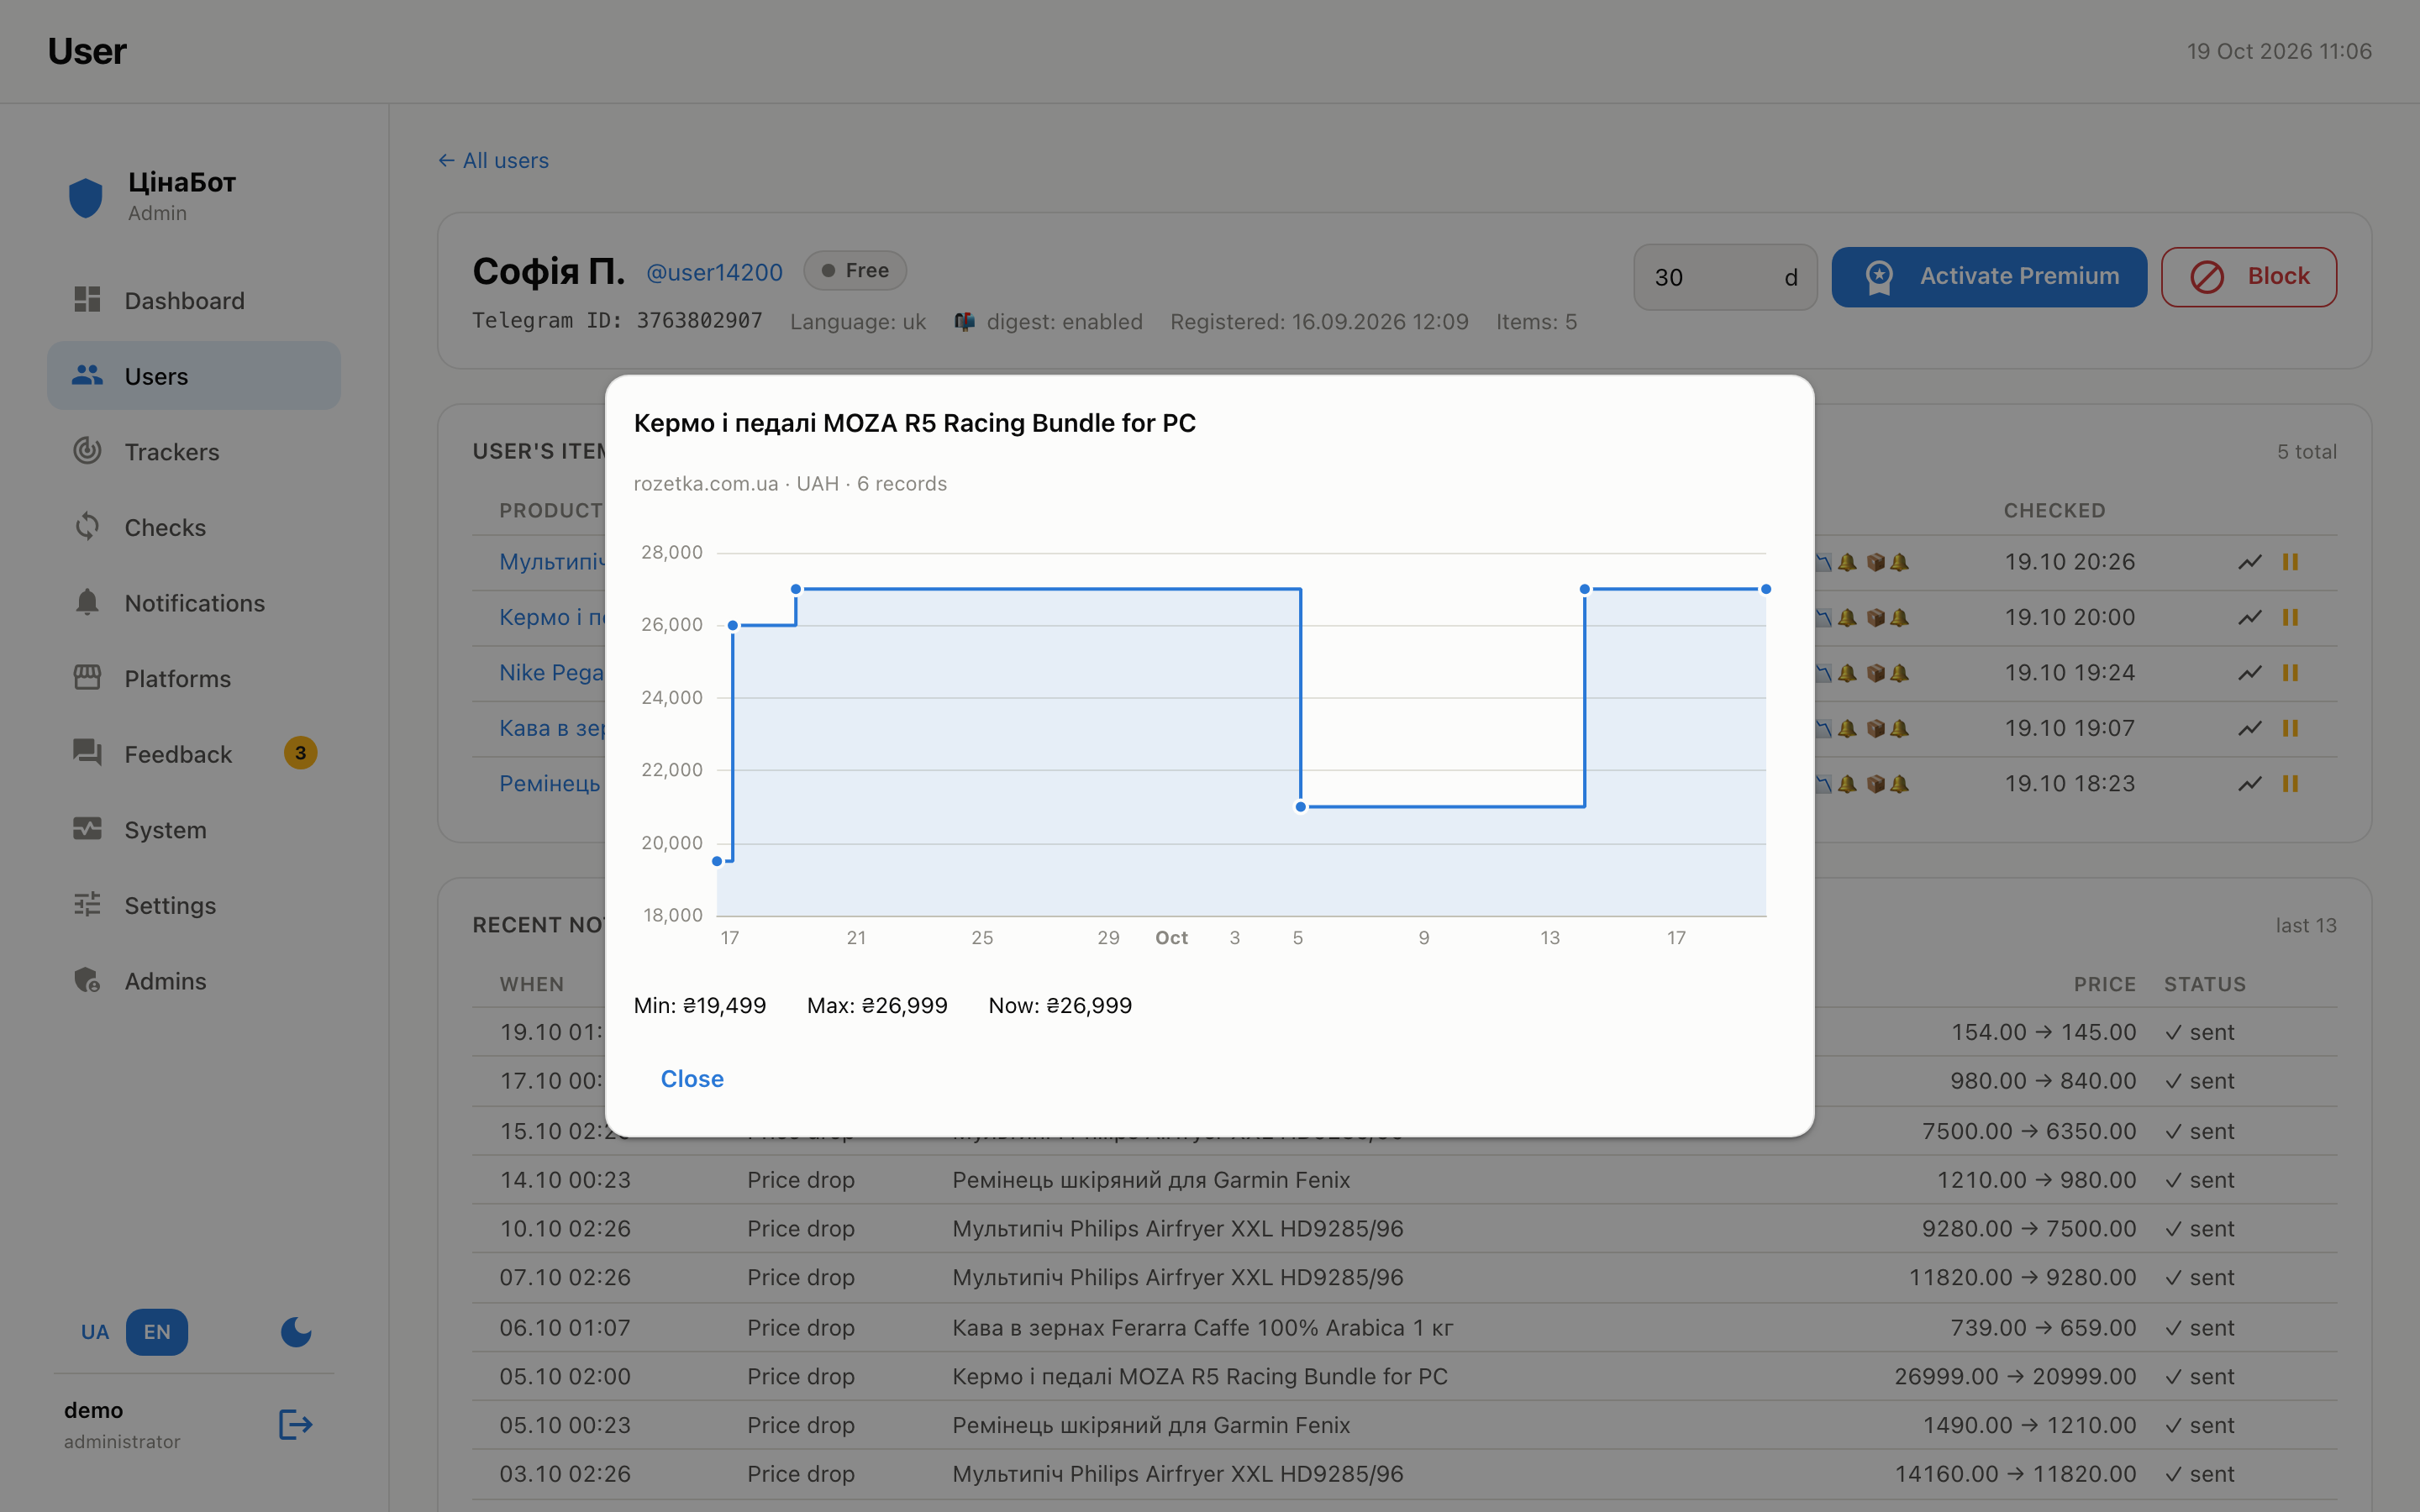 User
19 Oct 2026 11:06
ЦінаБот
Admin
Dashboard
Users
Trackers
Checks
Notifications
Platforms
Feedback 3
System
Settings
Admins
UA EN
demo
administrator
← All users
Софія П. @user14200 Free
30 d
Activate Premium
Block
Telegram ID: 3763802907 Language: uk 📬 digest: enabled Registered: 16.09.2026 12:09 Items: 5
USER'S
5 total
PRODUCT CHECKED
19.10 20:26
Кермо і 19.10 20:00
Nike 19.10 19:24
Кава в 19.10 19:07
Ремінець 19.10 18:23
Кермо і педалі MOZA R5 Racing Bundle for PC
rozetka.com.ua · UAH · 6 records
28,000
26,000
24,000
22,000
20,000
18,000
17 21 25 29 Oct 3 5 9 13 17
Min: ₴19,499 Max: ₴26,999 Now: ₴26,999
Close
RECENT
last 13
WHEN PRICE STATUS
19.10 154.00 → 145.00 ✓ sent
17.10 980.00 → 840.00 ✓ sent
15.10 7500.00 → 6350.00 ✓ sent
14.10 00:23 Price drop Ремінець шкіряний для Garmin Fenix 1210.00 → 980.00 ✓ sent
10.10 02:26 Price drop Мультипіч Philips Airfryer XXL HD9285/96 9280.00 → 7500.00 ✓ sent
07.10 02:26 Price drop Мультипіч Philips Airfryer XXL HD9285/96 11820.00 → 9280.00 ✓ sent
06.10 01:07 Price drop Кава в зернах Ferarra Caffe 100% Arabica 1 кг 739.00 → 659.00 ✓ sent
05.10 02:00 Price drop Кермо і педалі MOZA R5 Racing Bundle for PC 26999.00 → 20999.00 ✓ sent
05.10 00:23 Price drop Ремінець шкіряний для Garmin Fenix 1490.00 → 1210.00 ✓ sent
03.10 02:26 Price drop Мультипіч Philips Airfryer XXL HD9285/96 14160.00 → 11820.00 ✓ sent